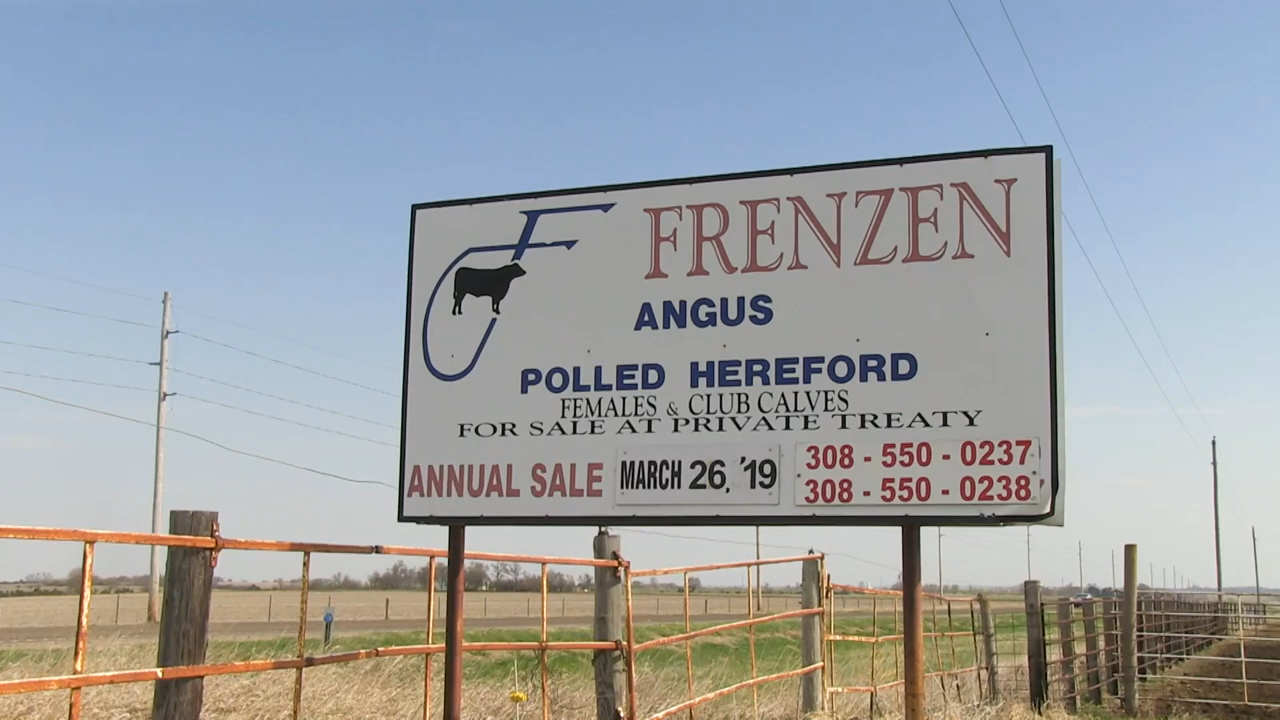 F FRENZEN
ANGUS
POLLED HEREFORD
FEMALES & CLUB CALVES
FOR SALE AT PRIVATE TREATY
ANNUAL SALE MARCH 26, '19
308 - 550 - 0237
308 - 550 - 0238